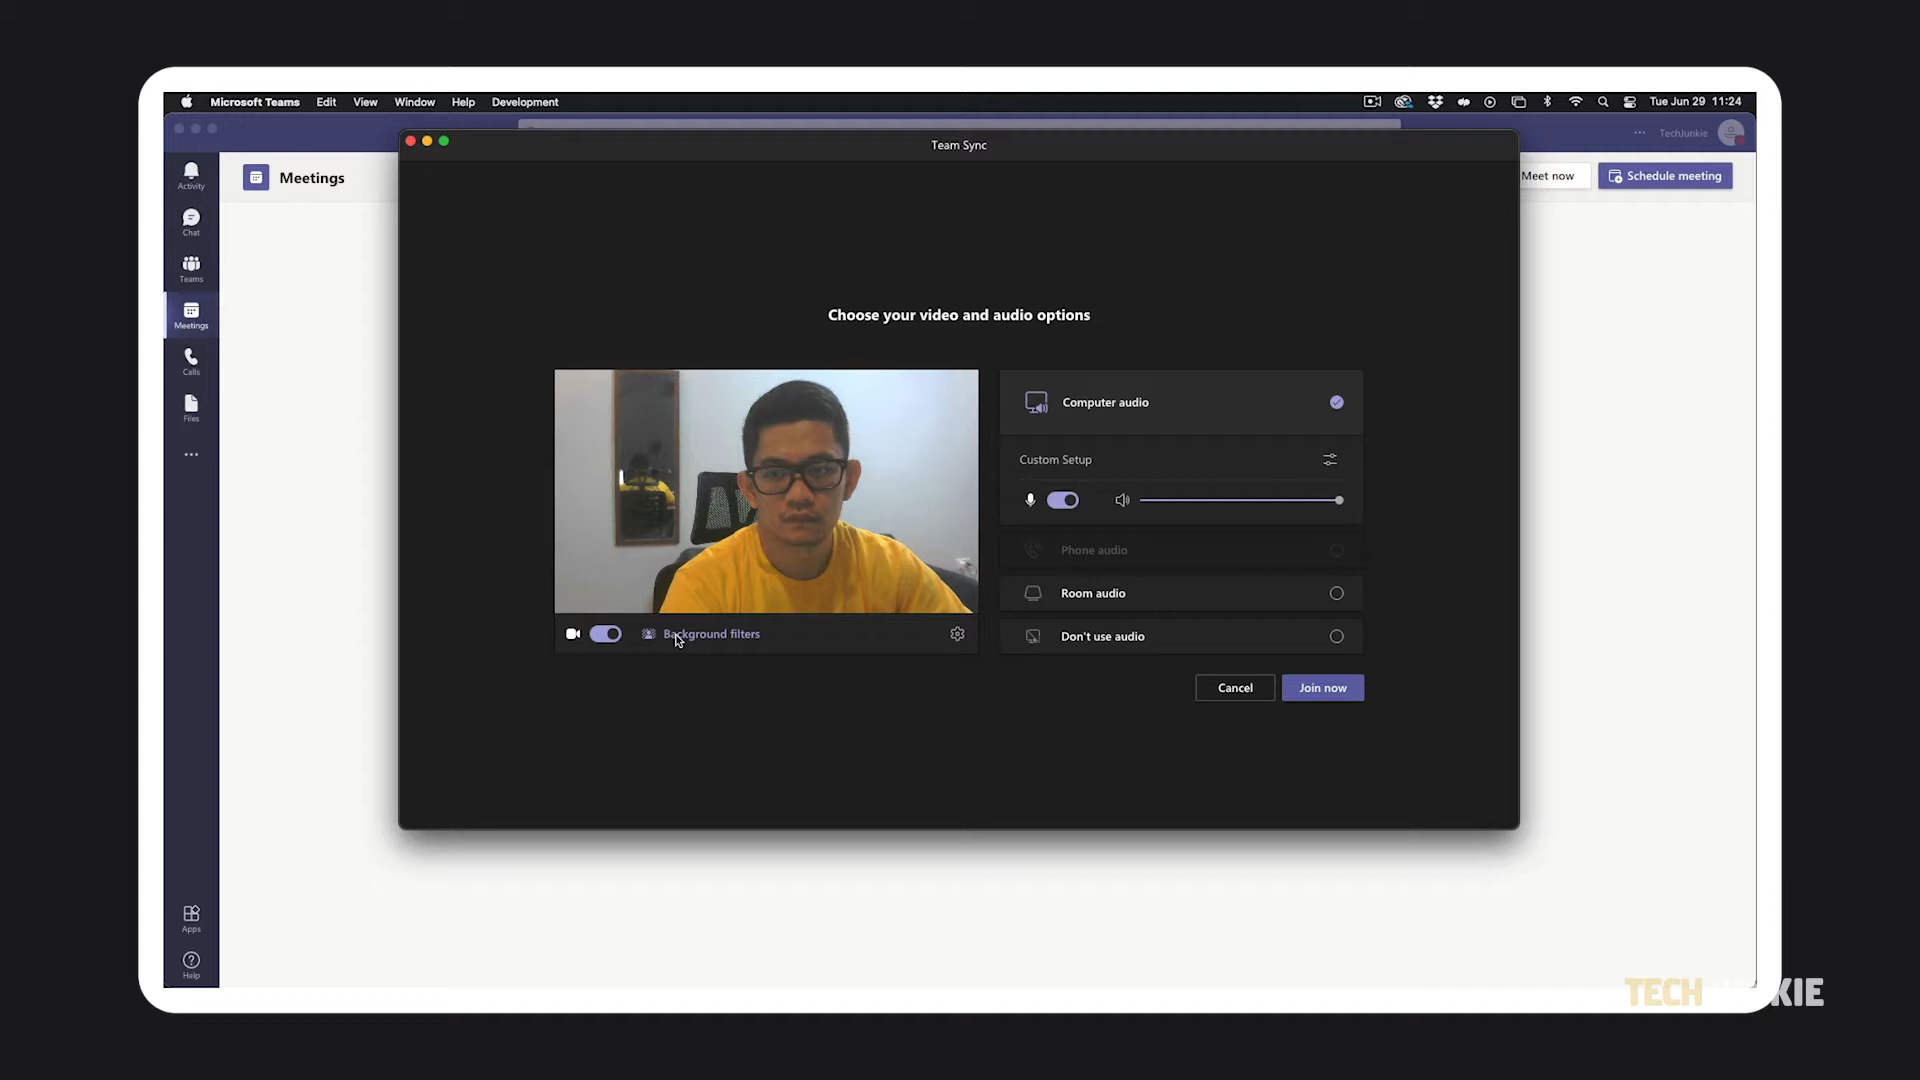 Microsoft Teams Edit View Window Help Development Tue Jun 29 11:24
Team Sync
TechJunkie
Activity
Meetings
Meet now
Schedule meeting
Chat
Teams
Meetings
Calls
Files
Choose your video and audio options
Computer audio
Custom Setup
Phone audio
Room audio
Background filters
Don't use audio
Cancel
Join now
Apps
Help
TECH KIE